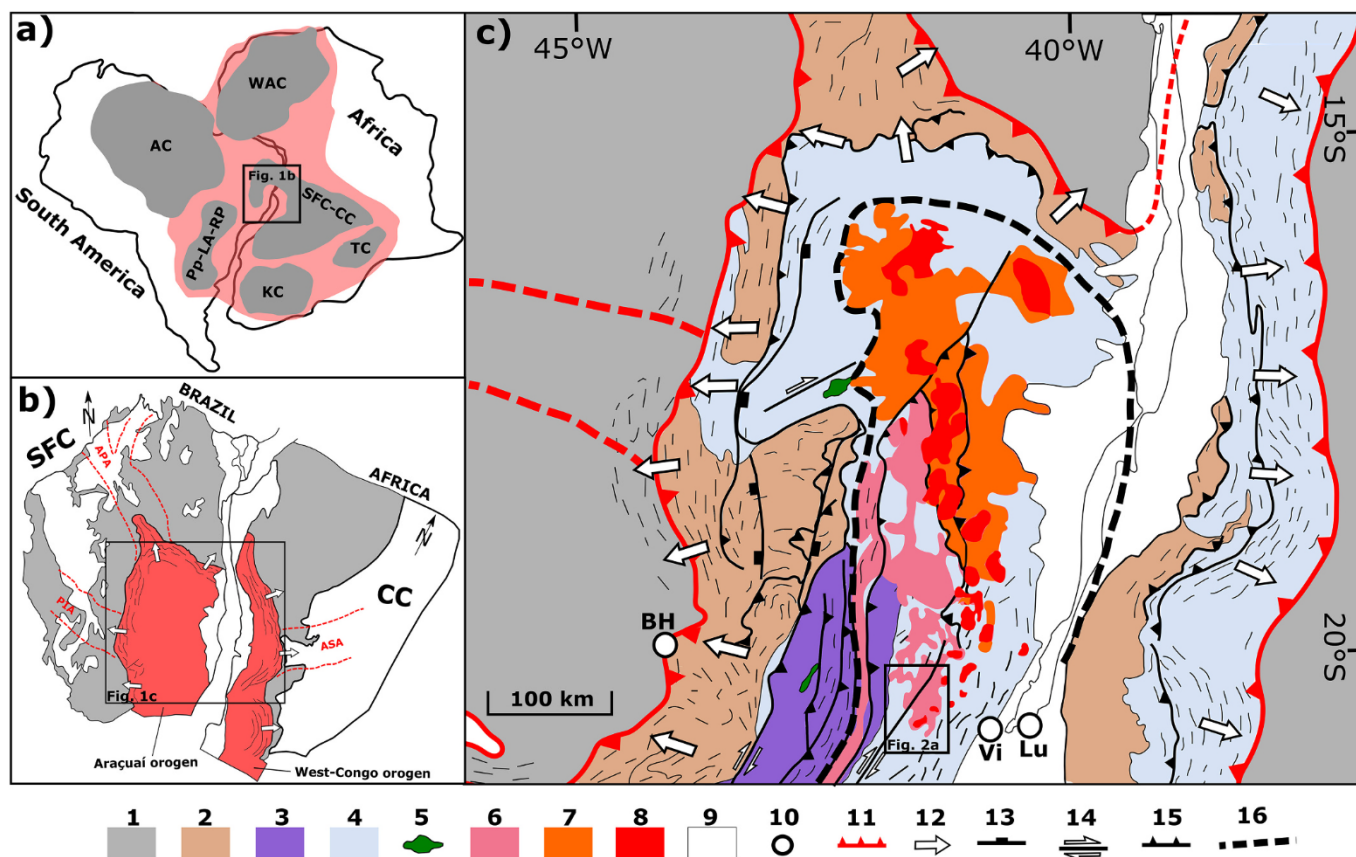 a)
WAC
Africa
AC
Fig. 1b
SFC-CC
South America
Pp-LA-RP
TC
KC
b)
N
BRAZIL
SFC
APA
AFRICA
N
CC
PIA
ASA
Fig. 1c
Araçuaí orogen
West-Congo orogen
c)
45°W
40°W
15°S
BH
20°S
100 km
Fig. 2a
Vi
Lu
1 2 3 4 5 6 7 8 9 10 11 12 13 14 15 16